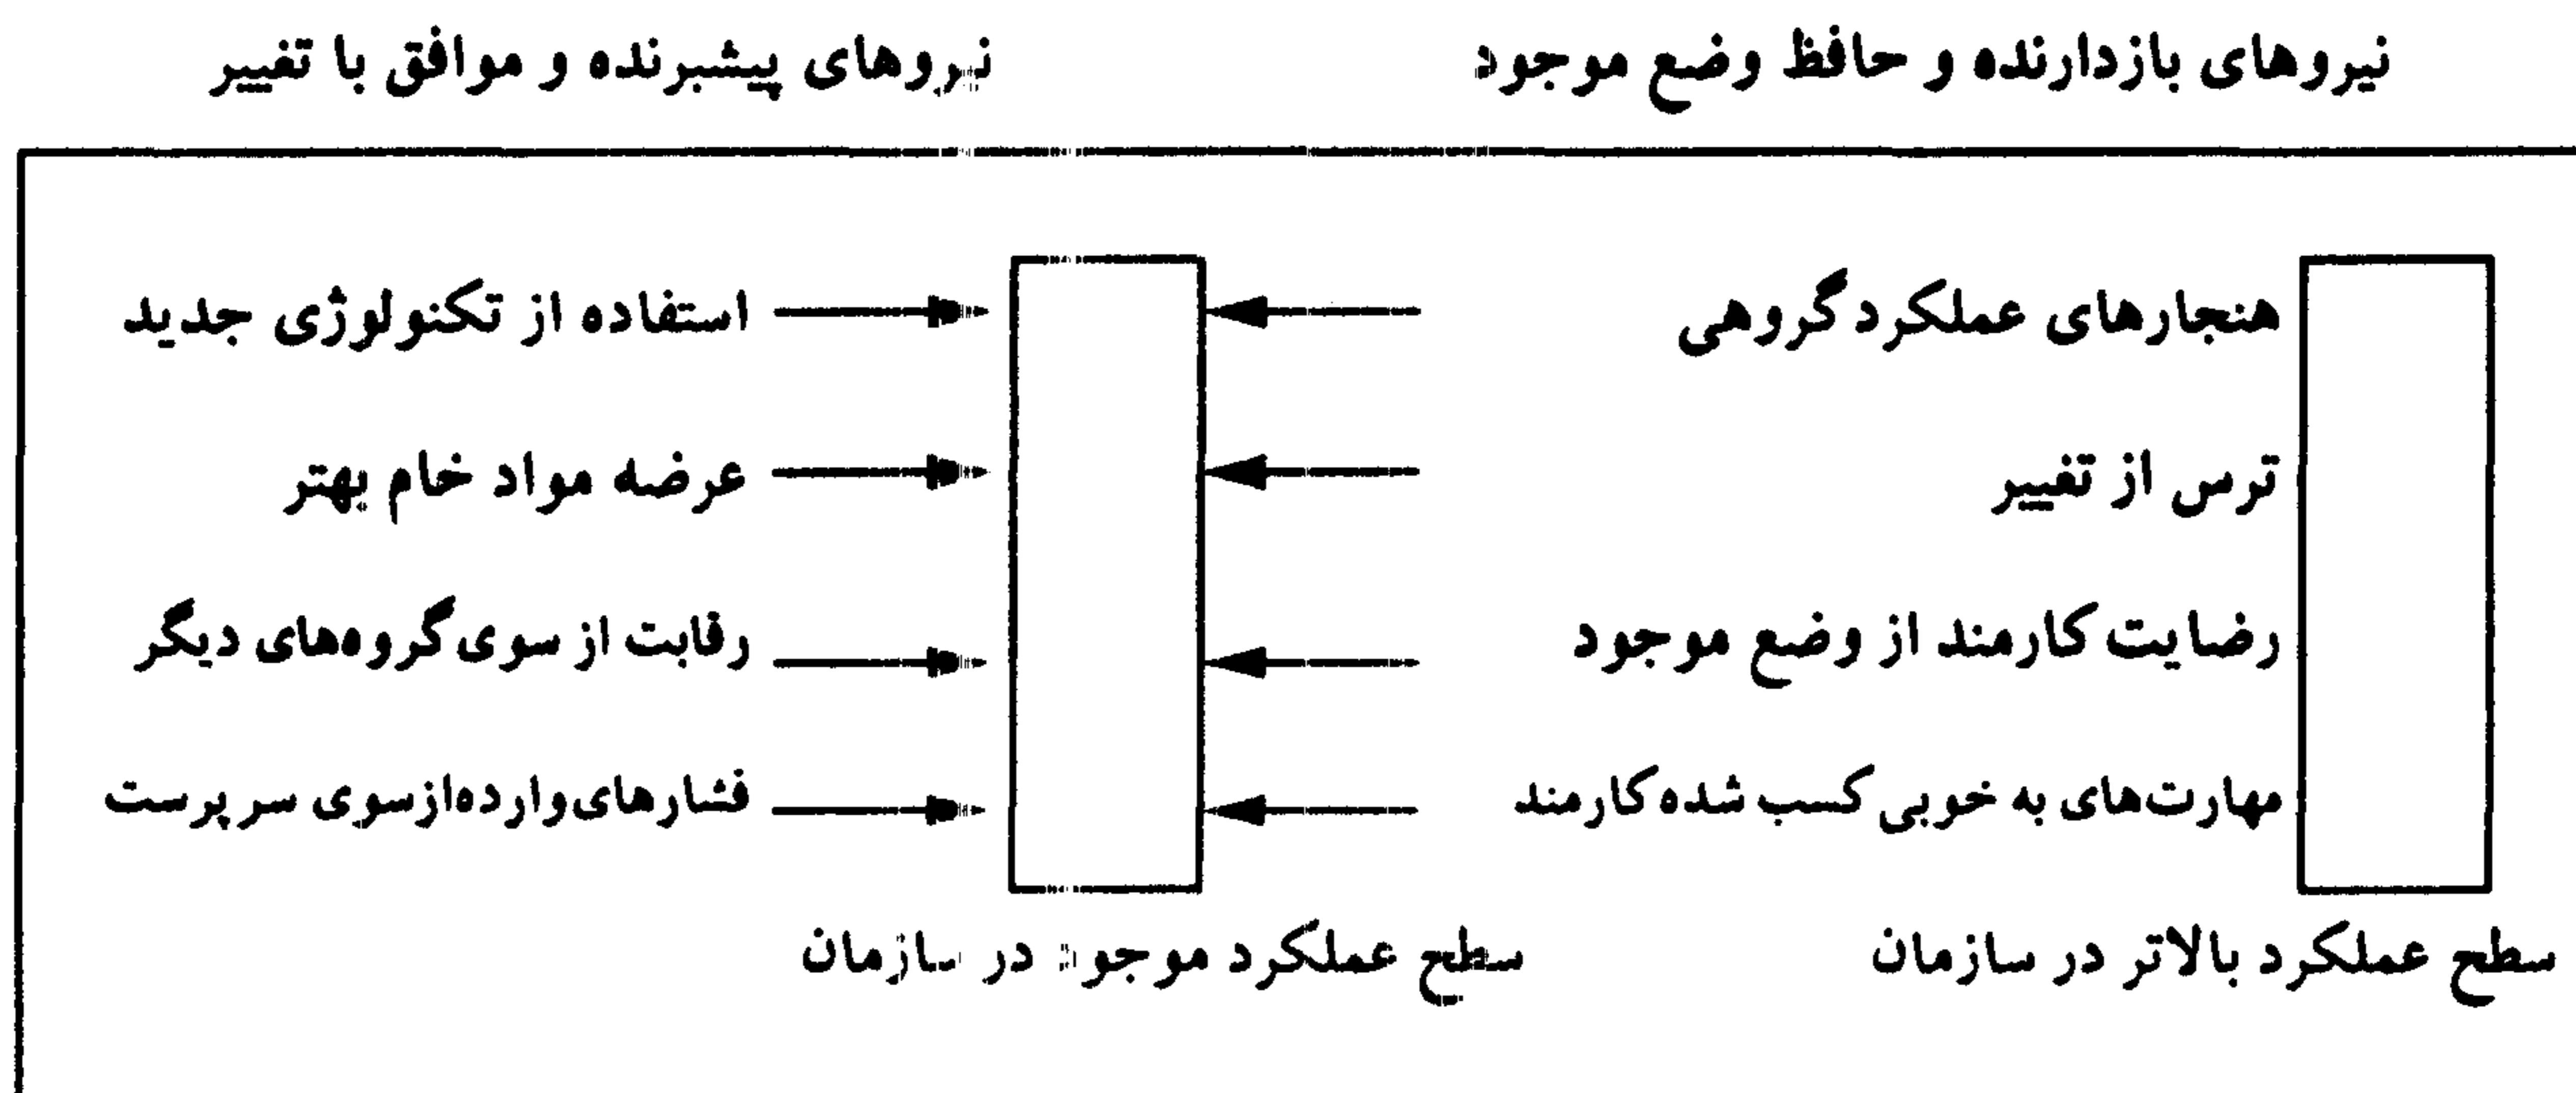 نیروهای بازدارنده و حافظ وضع موجود
نیروهای پیشبرنده و موافق با تغییر
هنجارهای عملکرد گروهی
استفاده از تکنولوژی جدید
ترس از تغییر
عرضه مواد خام بهتر
رضایت کارمند از وضع موجود
رقابت از سوی گروه‌های دیگر
مهارت‌های به خوبی کسب شده کارمند
فشارهای وارده از سوی سرپرست
سطح عملکرد بالاتر در سازمان
سطح عملکرد موجود در سازمان